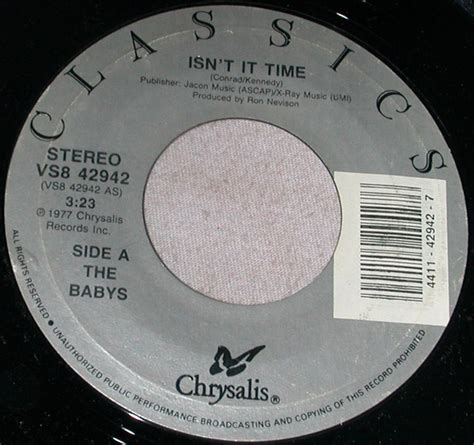 CLASSICS
ISN'T IT TIME
(Conrad/Kennedy)
Publisher: Jacon Music (ASCAP)/X-Ray Music (BMI)
Produced by Ron Nevison
STEREO
VS8 42942
(VS8 42942 AS)
3:23
℗ 1977 Chrysalis
Records Inc.
SIDE A
THE
BABYS
4411-42942-7
Chrysalis®
ALL RIGHTS RESERVED • UNAUTHORIZED PUBLIC PERFORMANCE BROADCASTING AND COPYING OF THIS RECORD PROHIBITED